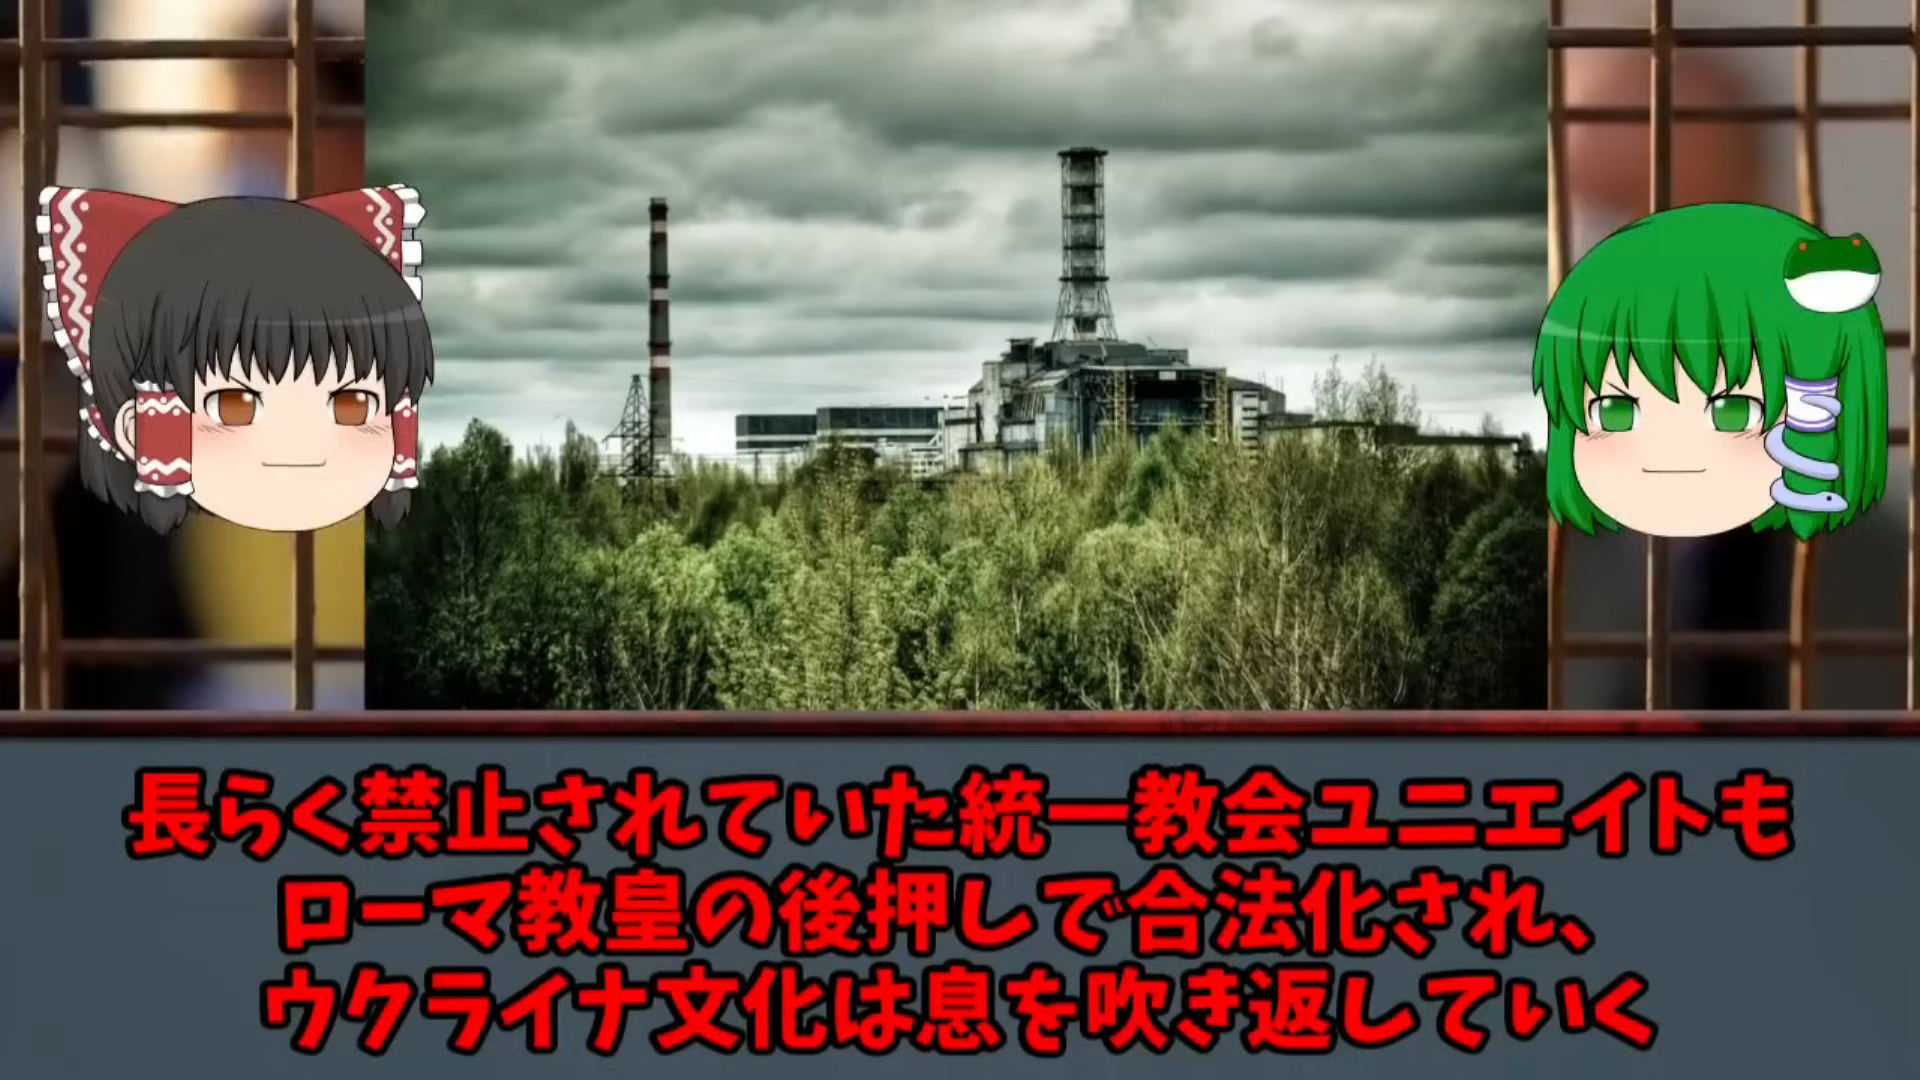 長らく禁止されていた統一教会ユニエイトも
ローマ教皇の後押しで合法化され、
ウクライナ文化は息を吹き返していく